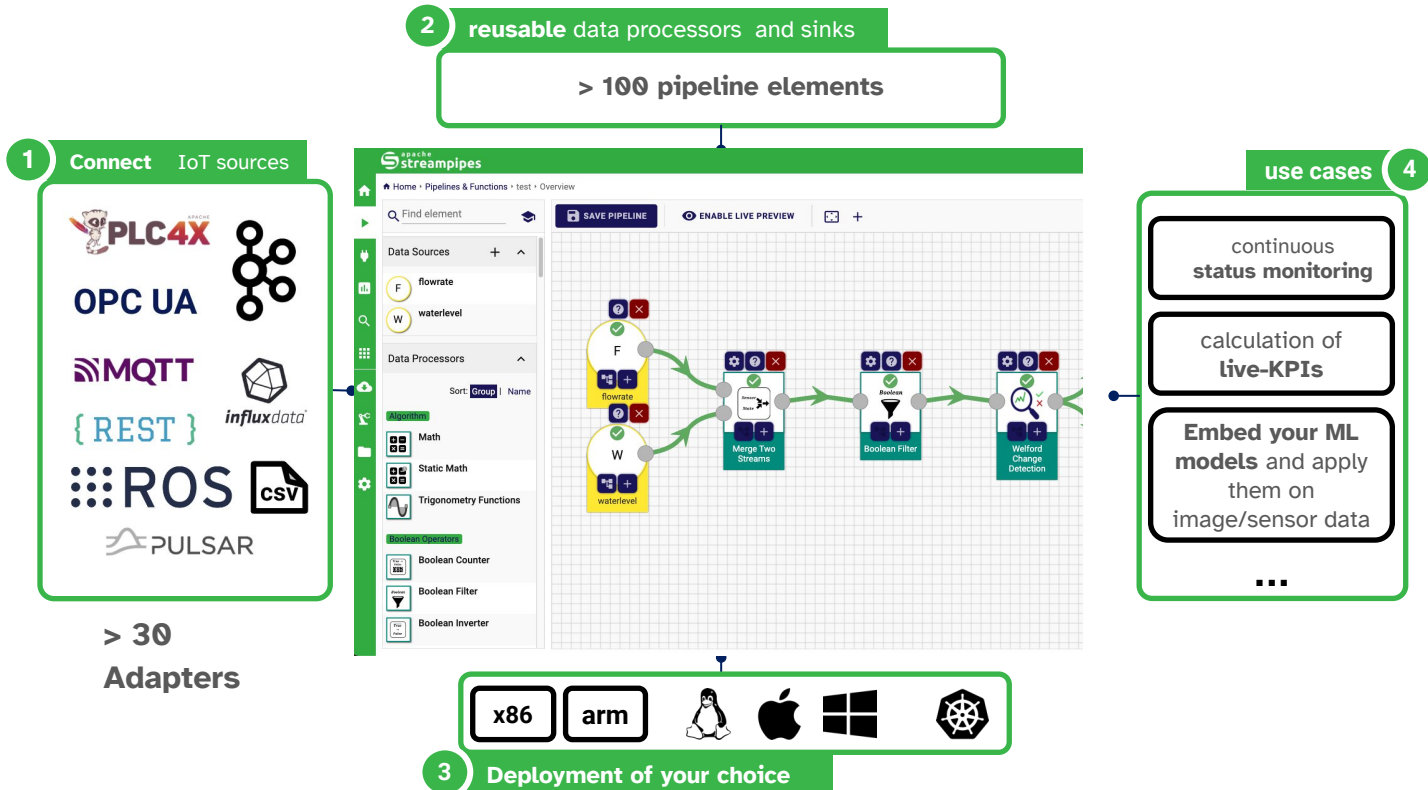 2
reusable data processors and sinks
> 100 pipeline elements
1
Connect IoT sources
APACHE
PLC4X
OPC UA
MQTT
influxdata
{ REST }
ROS
CSV
PULSAR
> 30
Adapters
apache
streampipes
Home › Pipelines & Functions › test › Overview
Find element
SAVE PIPELINE
ENABLE LIVE PREVIEW
Data Sources
F
flowrate
W
waterlevel
Data Processors
Sort: Group | Name
Algorithm
Math
Static Math
Trigonometry Functions
Boolean Operators
Boolean Counter
Boolean Filter
Boolean Inverter
F
flowrate
W
waterlevel
Merge Two
Streams
Boolean
Boolean Filter
Welford
Change
Detection
use cases 4
continuous
status monitoring
calculation of
live-KPIs
Embed your ML
models and apply
them on
image/sensor data
...
x86
arm
3
Deployment of your choice